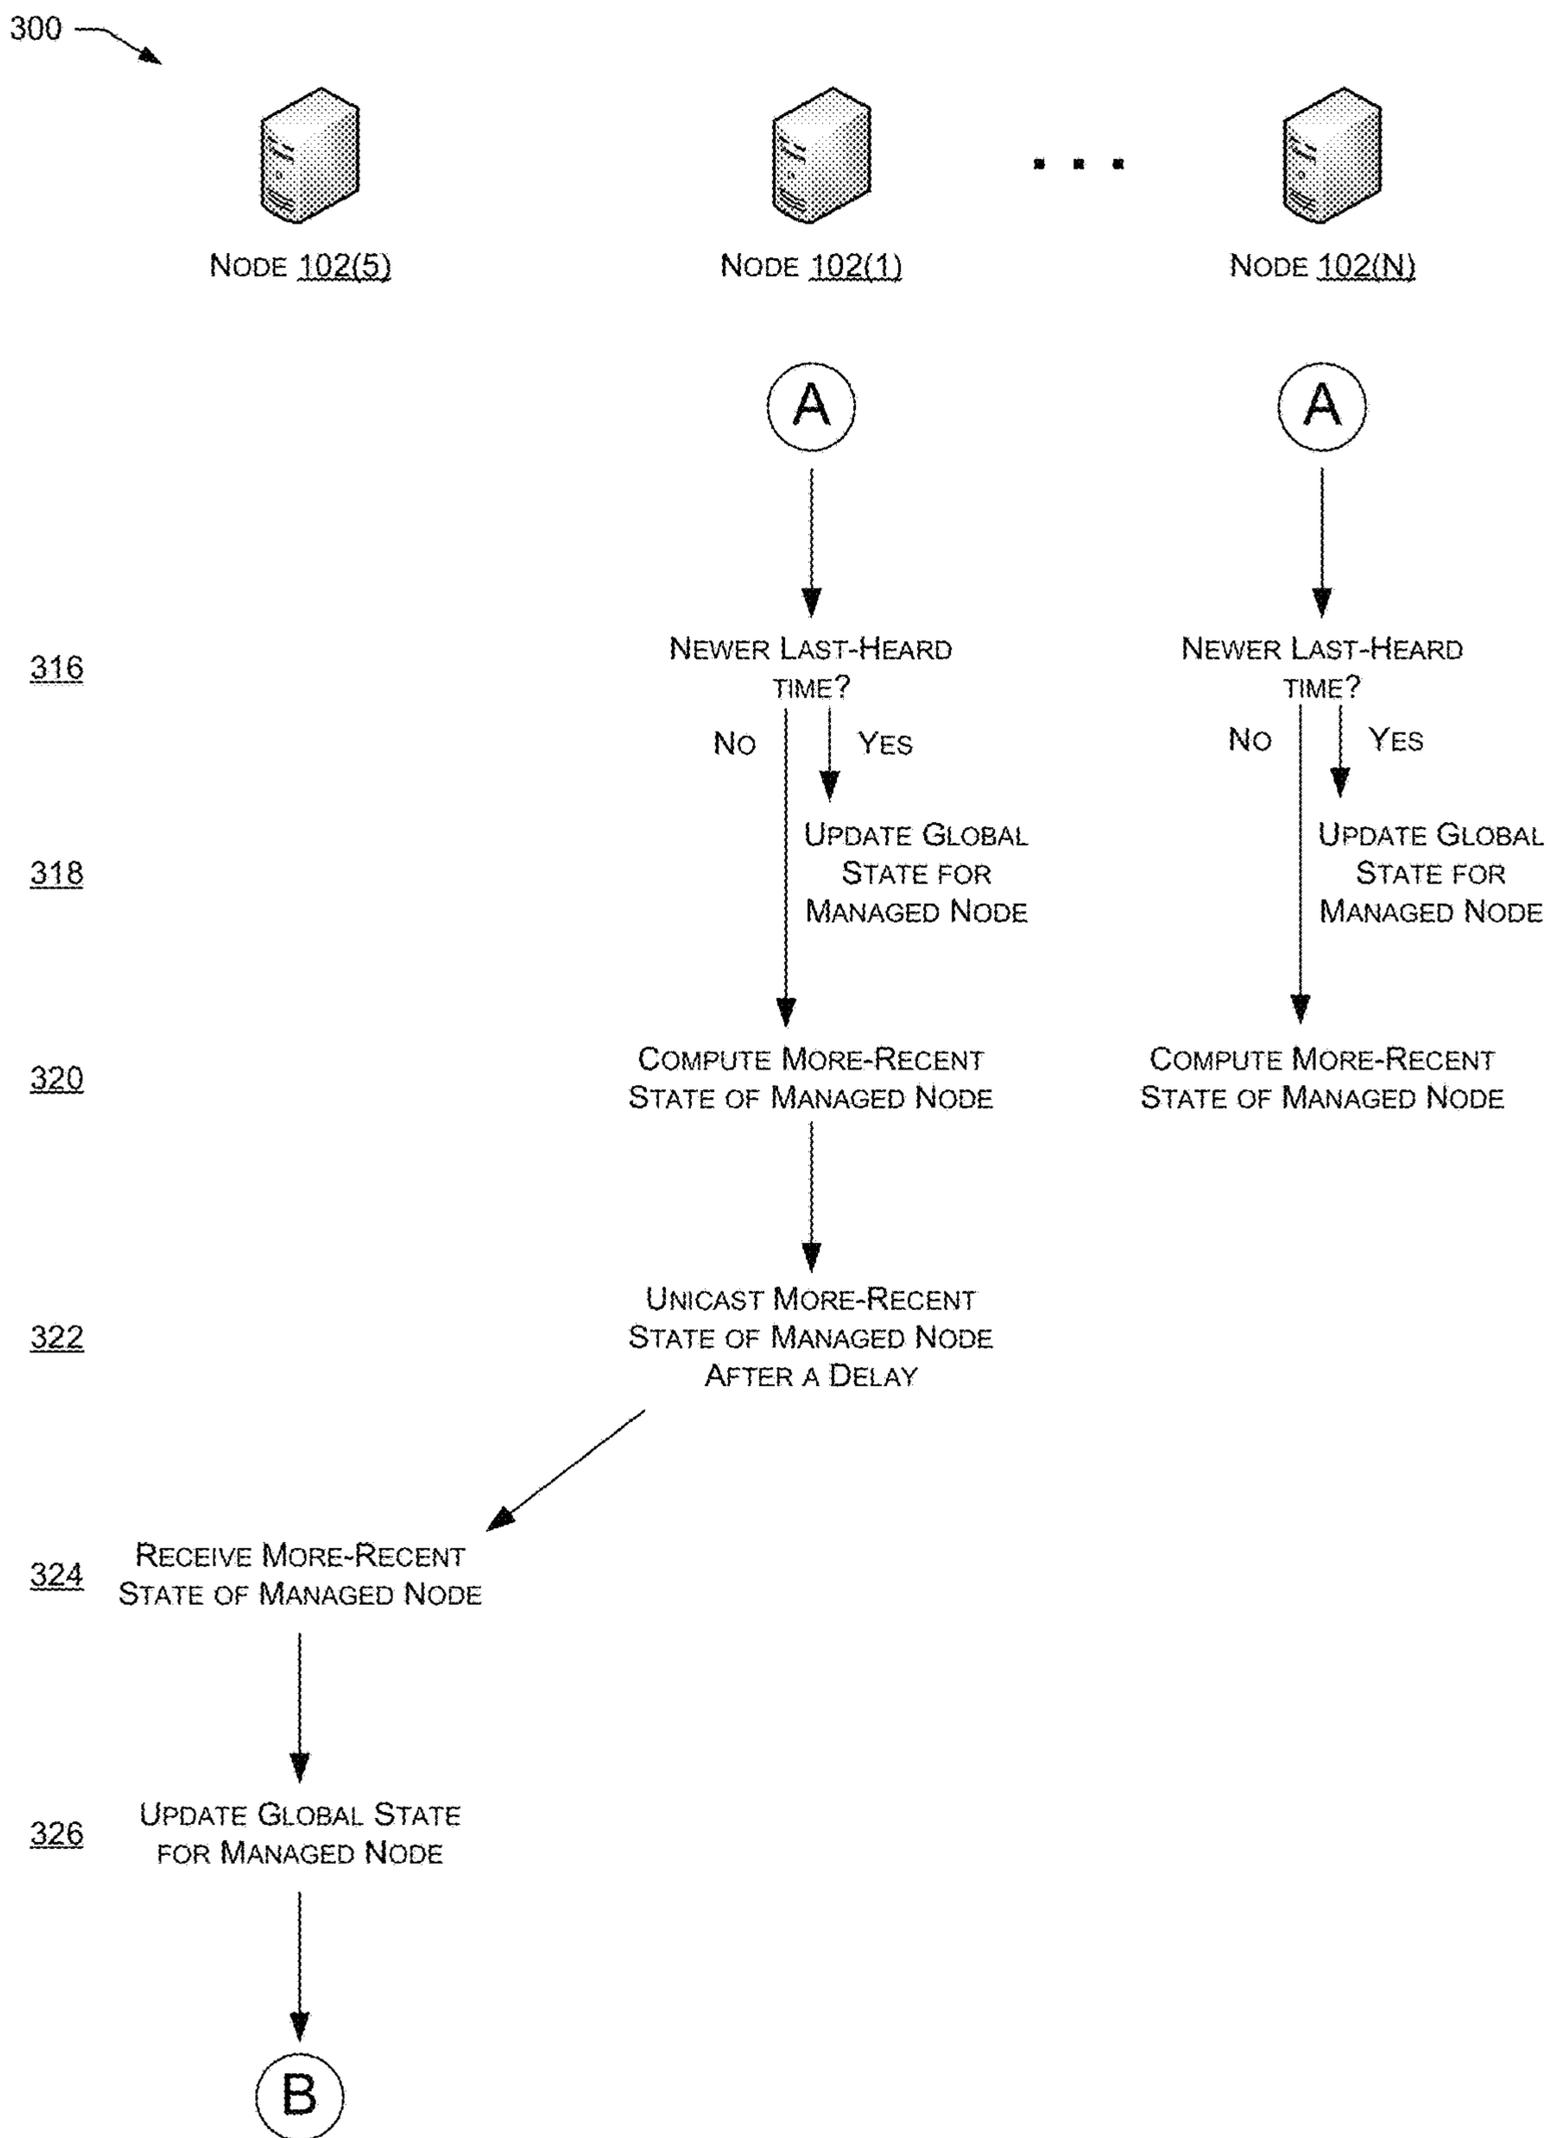 300
Node 102(5)
Node 102(1)
Node 102(N)
A
A
316
Newer Last-Heard
time?
Newer Last-Heard
time?
No
Yes
No
Yes
318
Update Global
State for
Managed Node
Update Global
State for
Managed Node
320
Compute More-Recent
State of Managed Node
Compute More-Recent
State of Managed Node
322
Unicast More-Recent
State of Managed Node
After a Delay
324
Receive More-Recent
State of Managed Node
326
Update Global State
for Managed Node
B